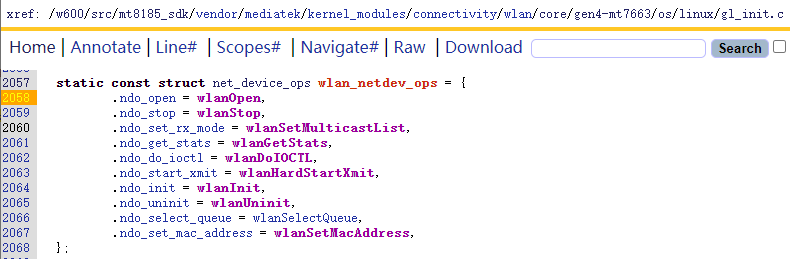 xref: /w600/src/mt8185_sdk/vendor/mediatek/kernel_modules/connectivity/wlan/core/gen4-mt7663/os/linux/gl_init.c
Home | Annotate | Line# | Scopes# | Navigate# | Raw | Download Search
2057 static const struct net_device_ops wlan_netdev_ops = {
2058 .ndo_open = wlanOpen,
2059 .ndo_stop = wlanStop,
2060 .ndo_set_rx_mode = wlanSetMulticastList,
2061 .ndo_get_stats = wlanGetStats,
2062 .ndo_do_ioctl = wlanDoIOCTL,
2063 .ndo_start_xmit = wlanHardStartXmit,
2064 .ndo_init = wlanInit,
2065 .ndo_uninit = wlanUninit,
2066 .ndo_select_queue = wlanSelectQueue,
2067 .ndo_set_mac_address = wlanSetMacAddress,
2068 };